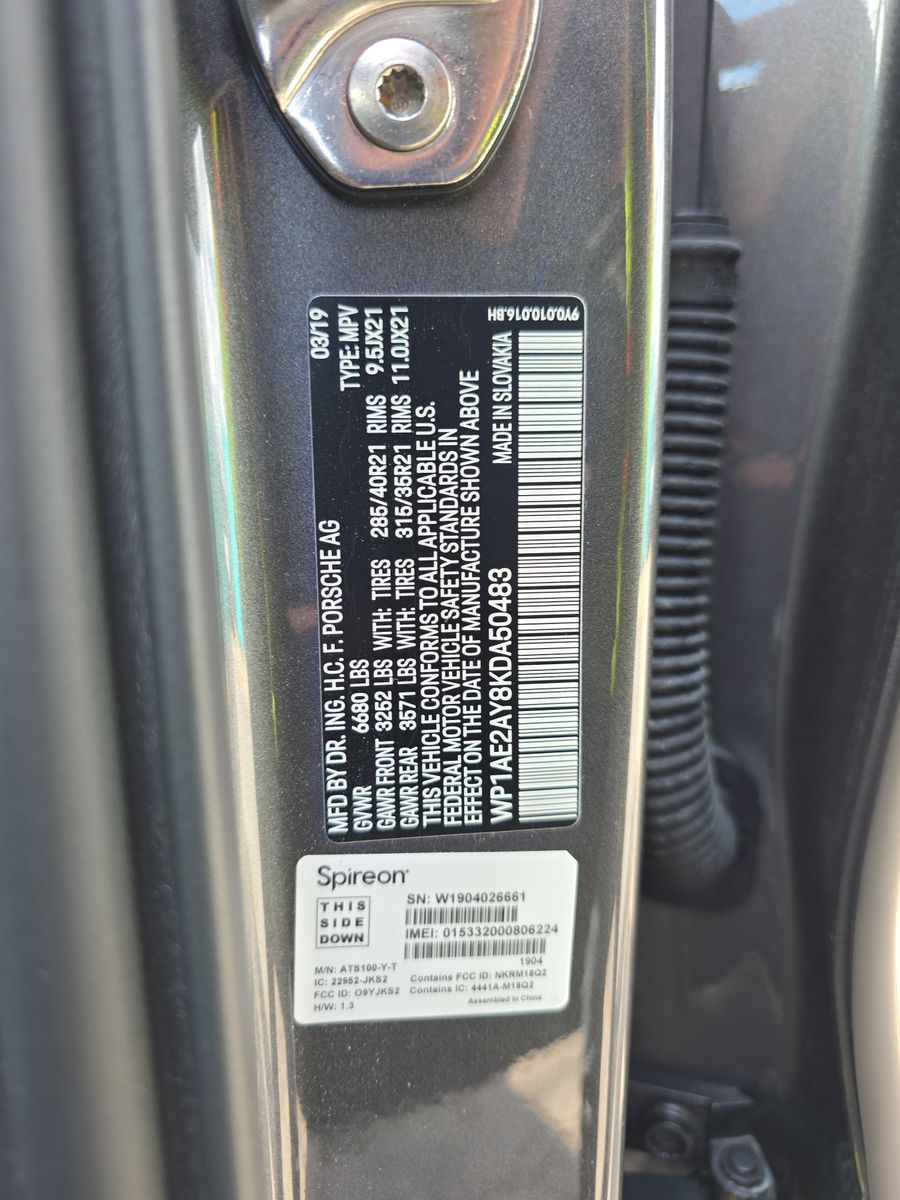 MFD BY DR. ING. H.C. F. PORSCHE AG 03/19
GVWR 6680 LBS TYPE: MPV
GAWR FRONT 3252 LBS WITH: TIRES 285/40R21 RIMS 9.5JX21
GAWR REAR 3571 LBS WITH: TIRES 315/35R21 RIMS 11.0JX21
THIS VEHICLE CONFORMS TO ALL APPLICABLE U.S.
FEDERAL MOTOR VEHICLE SAFETY STANDARDS IN
EFFECT ON THE DATE OF MANUFACTURE SHOWN ABOVE
WP1AE2AY8KDA50483 MADE IN SLOVAKIA
9Y0.010.016.BH
Spireon®
THIS
SIDE
DOWN
SN: W1904026661
IMEI: 015332000806224
1904
M/N: ATS100-Y-T
IC: 22952-JKS2
FCC ID: O9YJKS2
H/W: 1.3
Contains FCC ID: NKRM18Q2
Contains IC: 4441A-M18Q2
Assembled in China